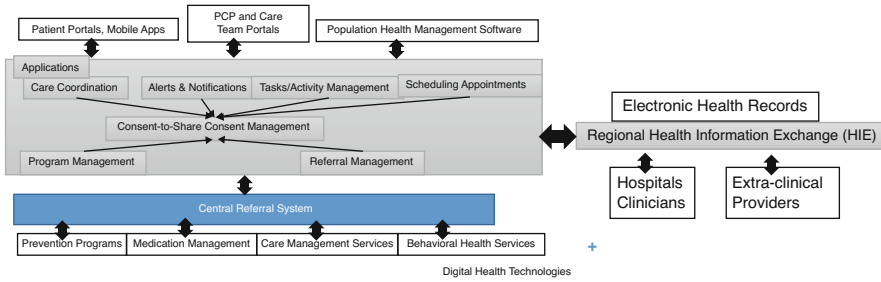 Patient Portals, Mobile Apps
PCP and Care
Team Portals
Population Health Management Software
Applications
Care Coordination
Alerts & Notifications
Tasks/Activity Management
Scheduling Appointments
Consent-to-Share Consent Management
Program Management
Referral Management
Electronic Health Records
Regional Health Information Exchange (HIE)
Hospitals
Clinicians
Extra-clinical
Providers
Central Referral System
Prevention Programs
Medication Management
Care Management Services
Behavioral Health Services
+
Digital Health Technologies